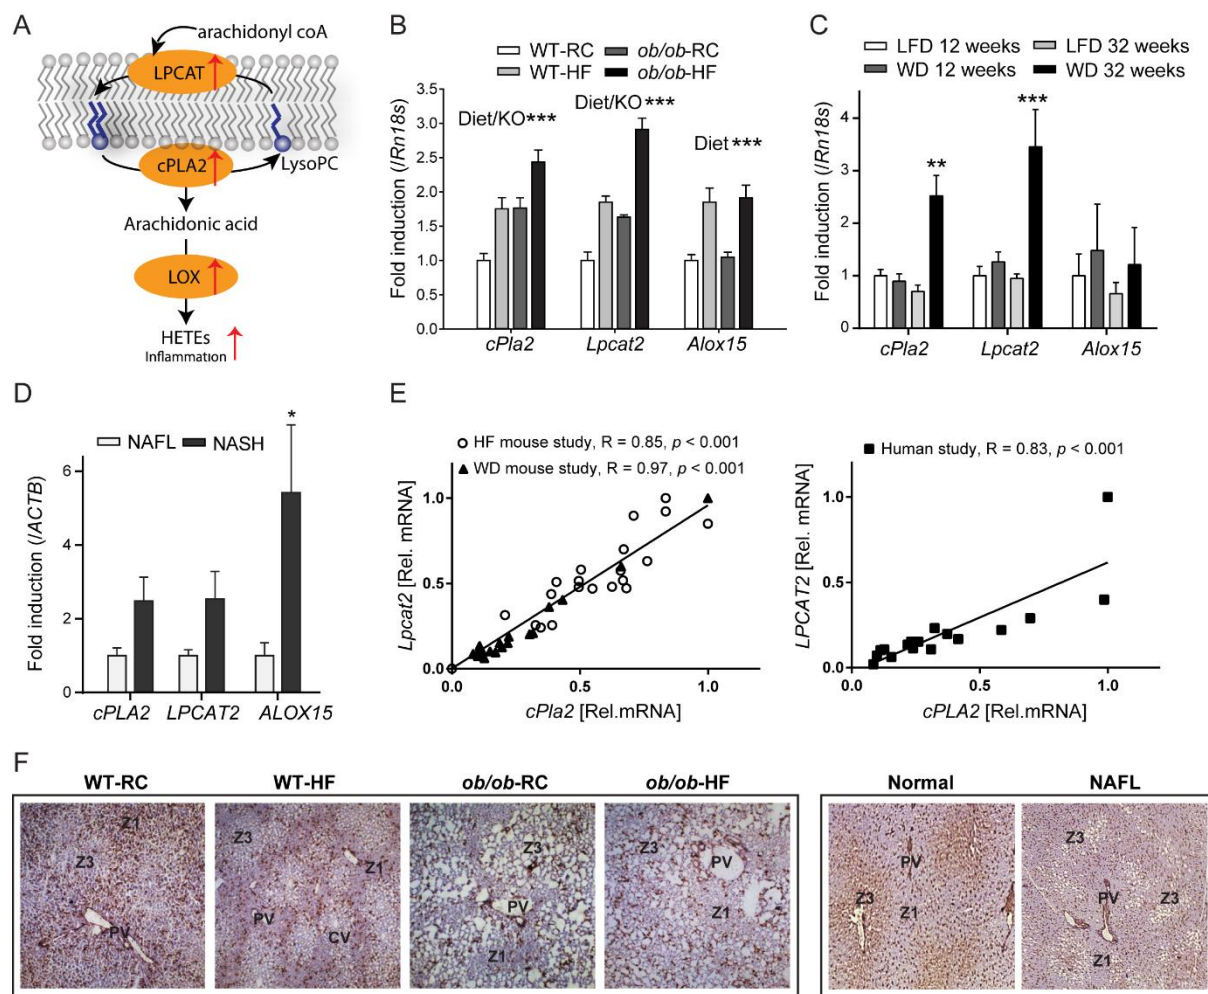 A
arachidonyl coA
LPCAT
cPLA2
LysoPC
Arachidonic acid
LOX
HETEs
Inflammation
B
WT-RC ob/ob-RC
WT-HF ob/ob-HF
Fold induction (/Rn18s)
3.5
3.0
2.5
2.0
1.5
1.0
0.5
0.0
Diet/KO***
Diet/KO***
Diet ***
cPla2 Lpcat2 Alox15
C
LFD 12 weeks LFD 32 weeks
WD 12 weeks WD 32 weeks
Fold induction (/Rn18s)
4
3
2
1
0
**
***
cPla2 Lpcat2 Alox15
D
NAFL NASH
Fold induction (/ACTB)
6
4
2
0
*
cPLA2 LPCAT2 ALOX15
E
HF mouse study, R = 0.85, p < 0.001
WD mouse study, R = 0.97, p < 0.001
Lpcat2 [Rel. mRNA]
1.0
0.5
0.0
0.0 0.5 1.0
cPla2 [Rel.mRNA]
Human study, R = 0.83, p < 0.001
LPCAT2 [Rel. mRNA]
1.0
0.5
0.0
0.0 0.5 1.0
cPLA2 [Rel.mRNA]
F
WT-RC WT-HF ob/ob-RC ob/ob-HF Normal NAFL
Z1
Z3
PV
Z3
Z1
PV
CV
Z3
PV
Z1
Z3
PV
Z1
PV
Z3
Z1
Z3
PV
Z3
Z1